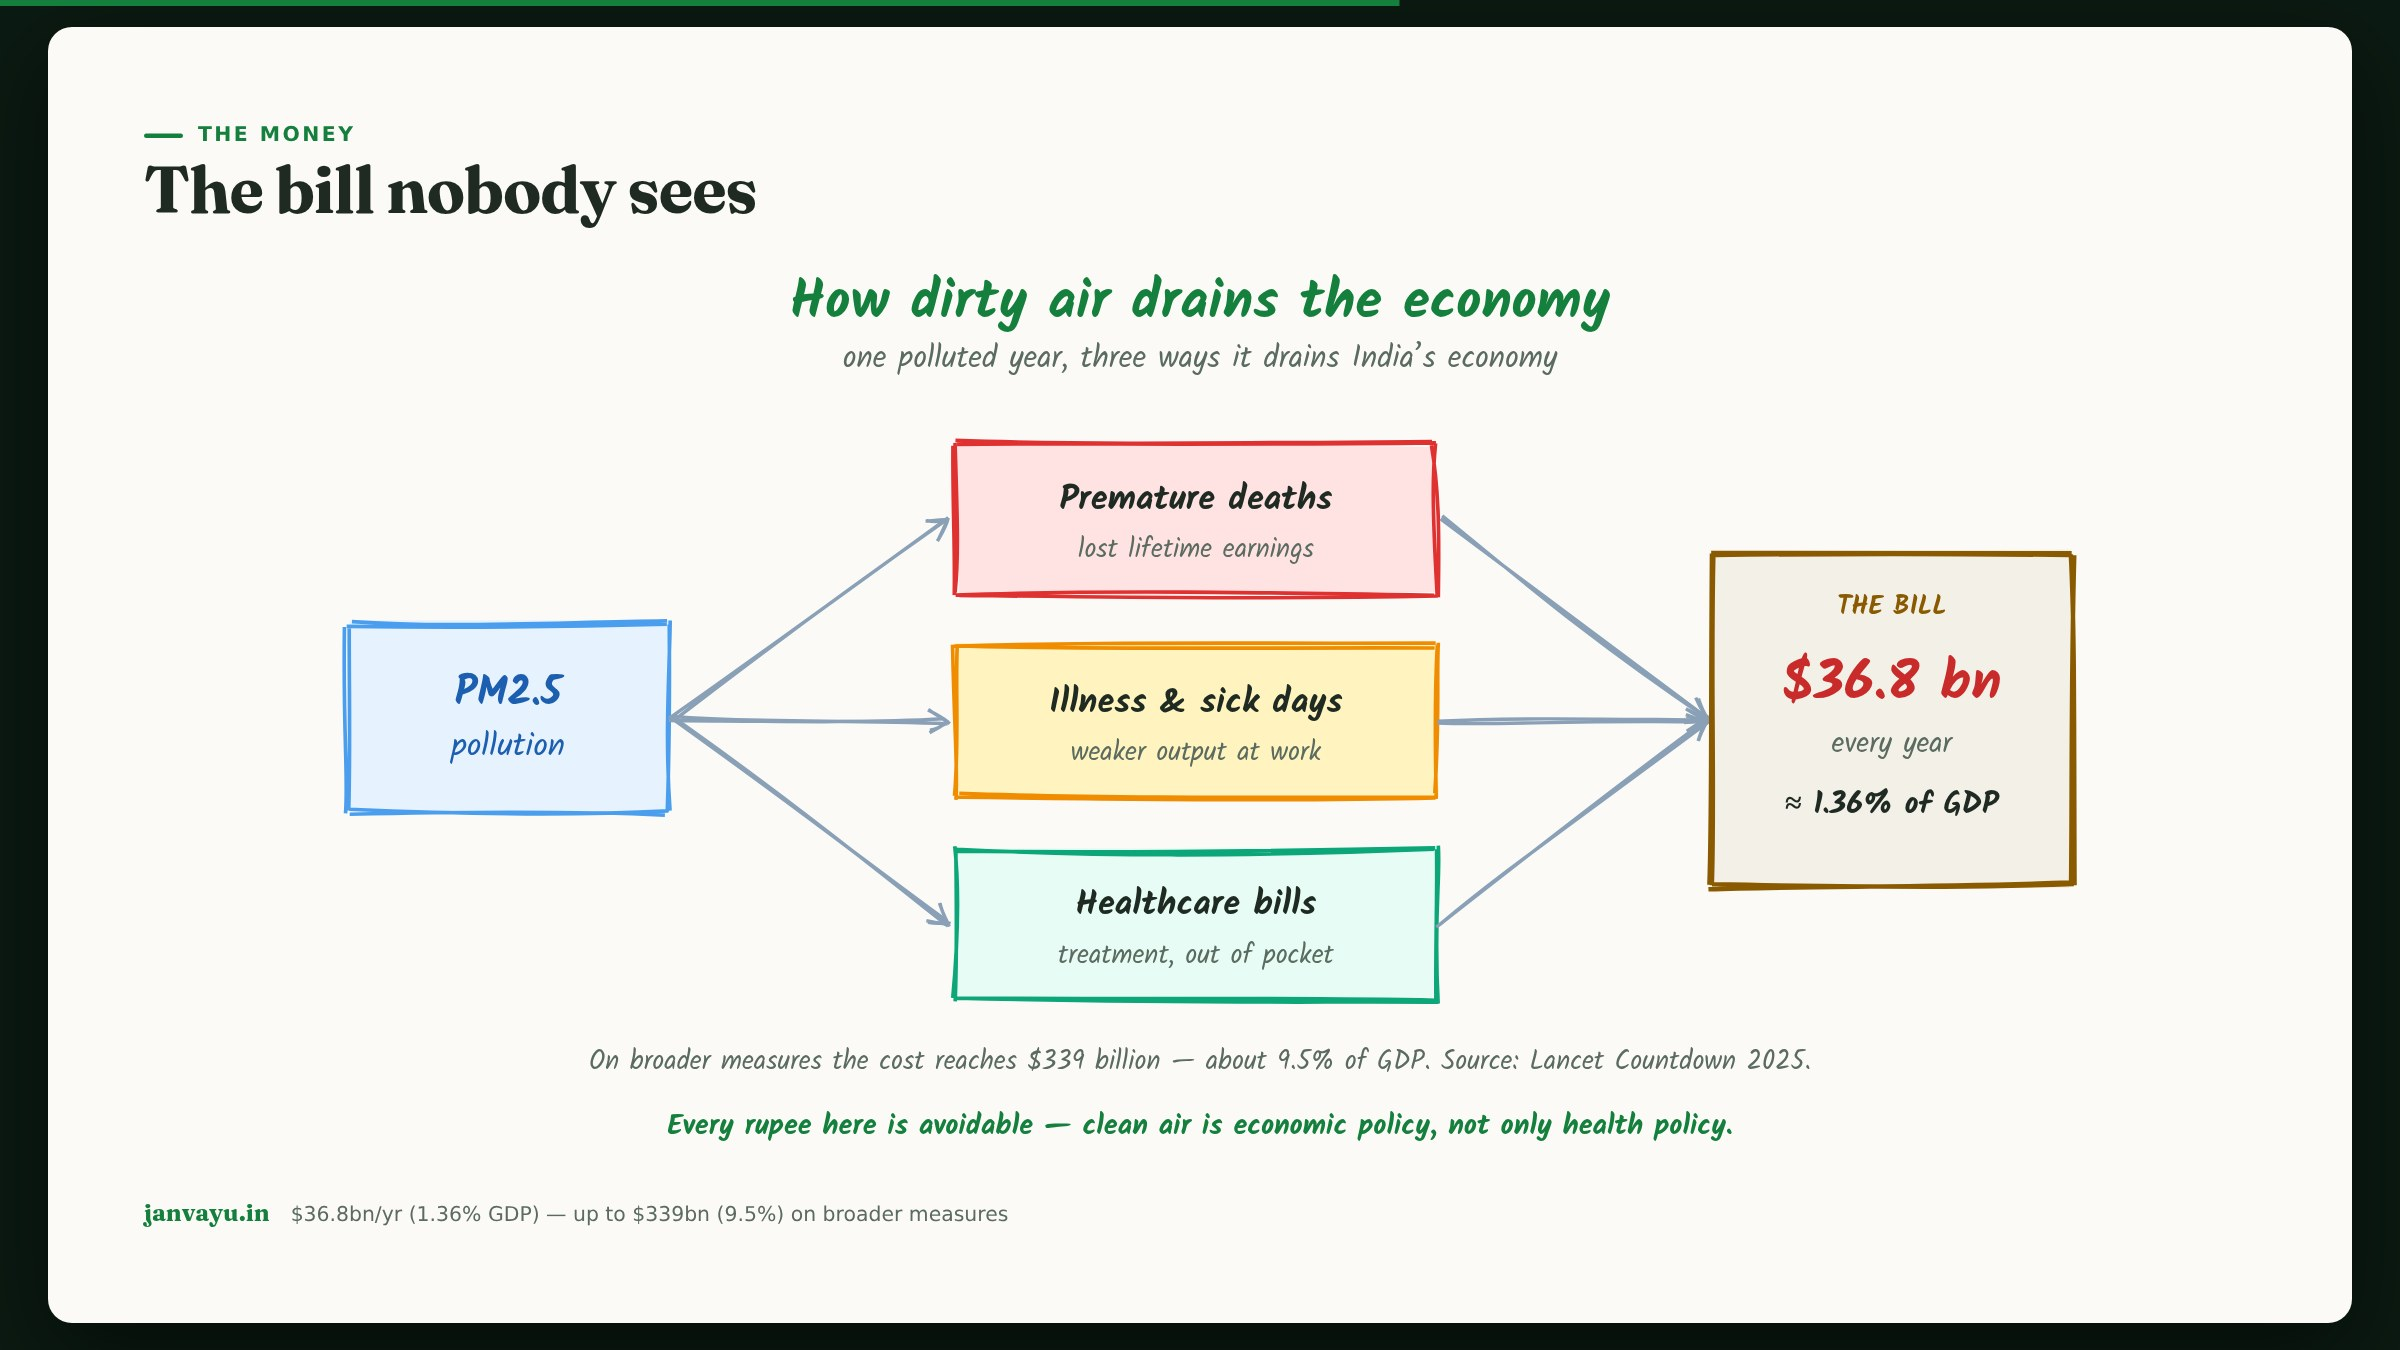 THE MONEY
The bill nobody sees
How dirty air drains the economy
one polluted year, three ways it drains India’s economy
Premature deaths
lost lifetime earnings
PM2.5
pollution
Illness & sick days
weaker output at work
Healthcare bills
treatment, out of pocket
THE BILL
$36.8 bn
every year
≈ 1.36% of GDP
On broader measures the cost reaches $339 billion — about 9.5% of GDP. Source: Lancet Countdown 2025.
Every rupee here is avoidable — clean air is economic policy, not only health policy.
janvayu.in $36.8bn/yr (1.36% GDP) — up to $339bn (9.5%) on broader measures